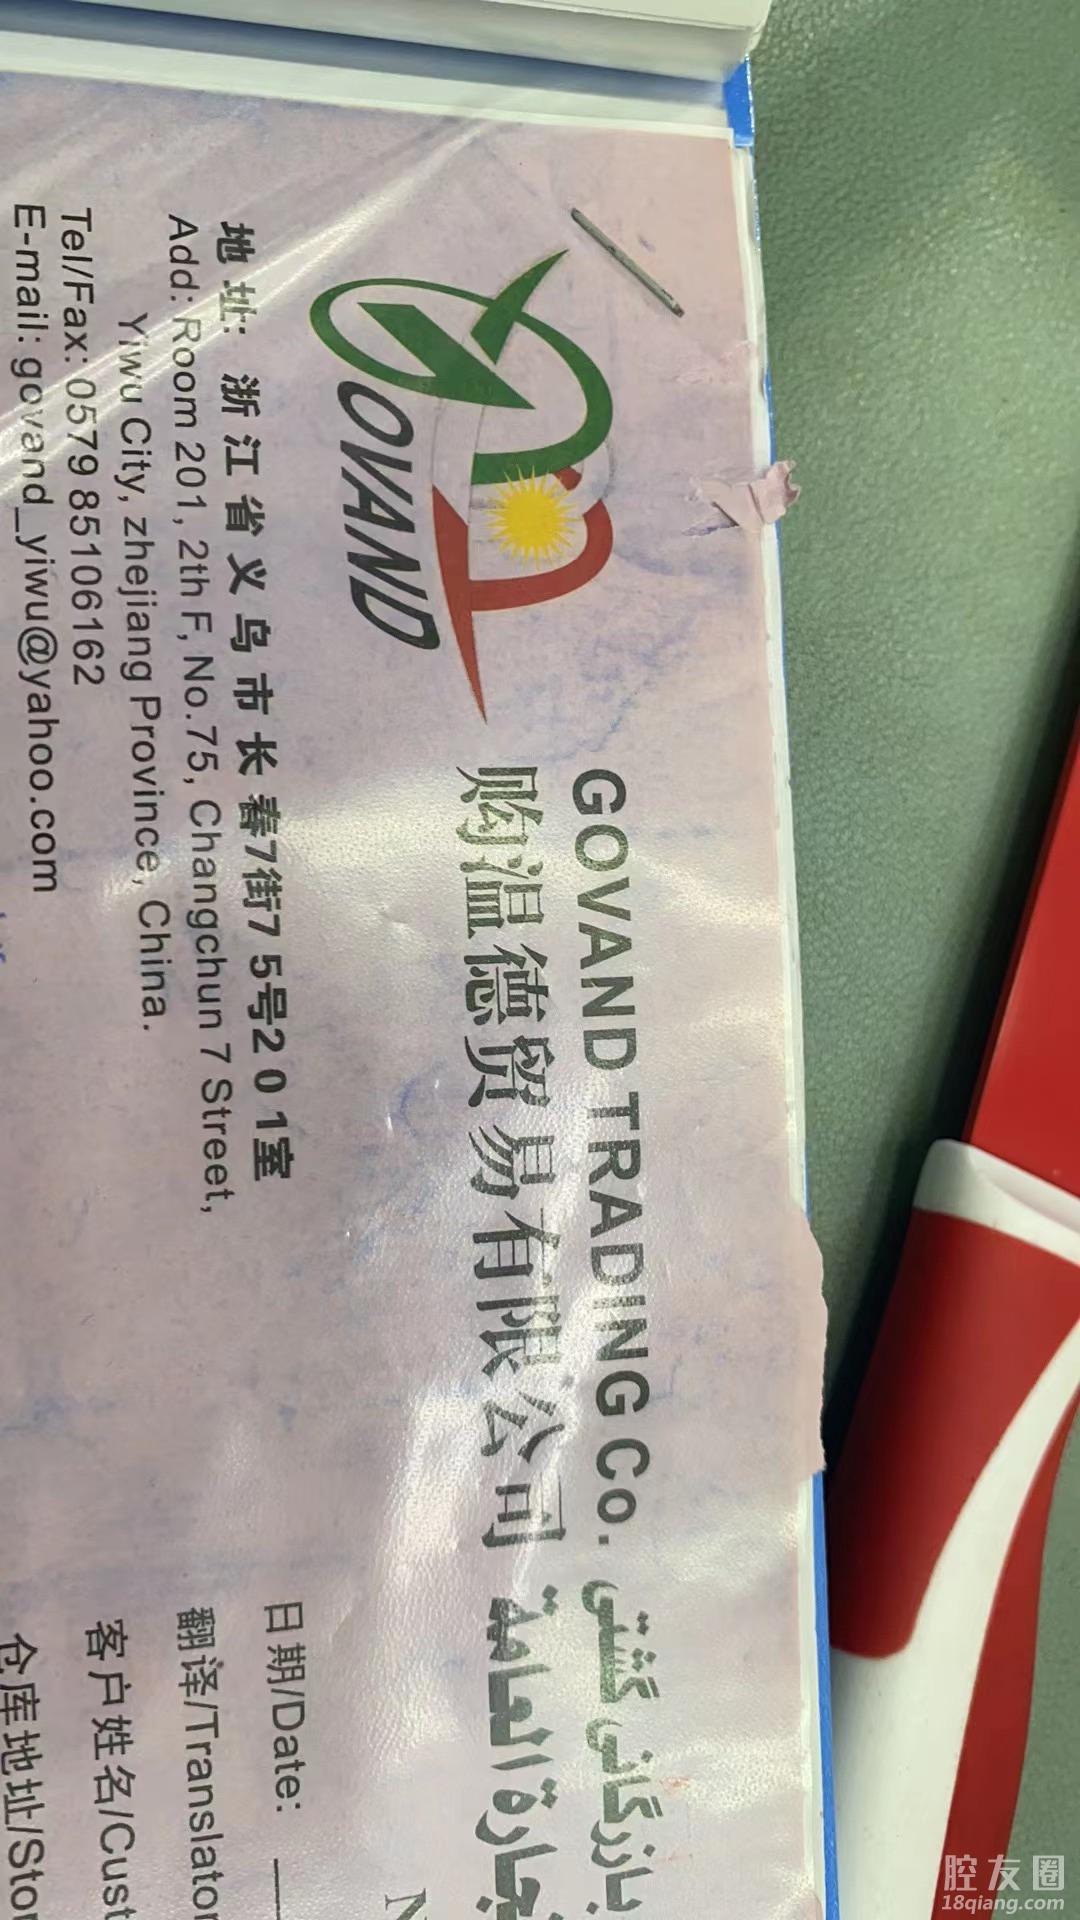 GOVAND TRADING Co. بازرگانی گشتی
购温德贸易有限公司 العامة
GOVAND
地址: 浙江省义乌市长春7街75号201室
Add: Room 201, 2th F, No.75, Changchun 7 Street,
Yiwu City, zhejiang Province, China.
Tel/Fax: 0579 85106162
E-mail: govand_yiwu@yahoo.com
日期/Date:
翻译/Translator
客户姓名/Cust
仓库地址/Stor
腔友圈
18qiang.com